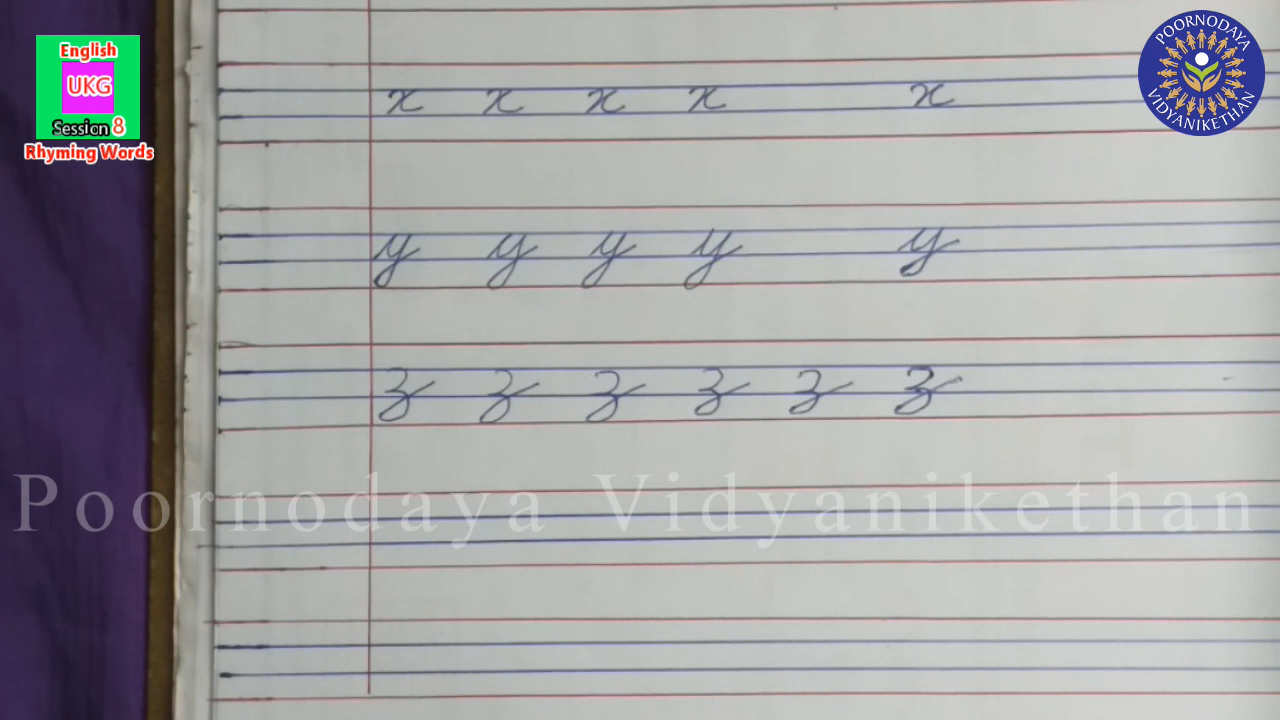 English
UKG
Session 8
Rhyming Words
POORNODAYA
VIDYANIKETHAN
x x x x x
y y y y y
z z z z z z
Poornodaya Vidyanikethan